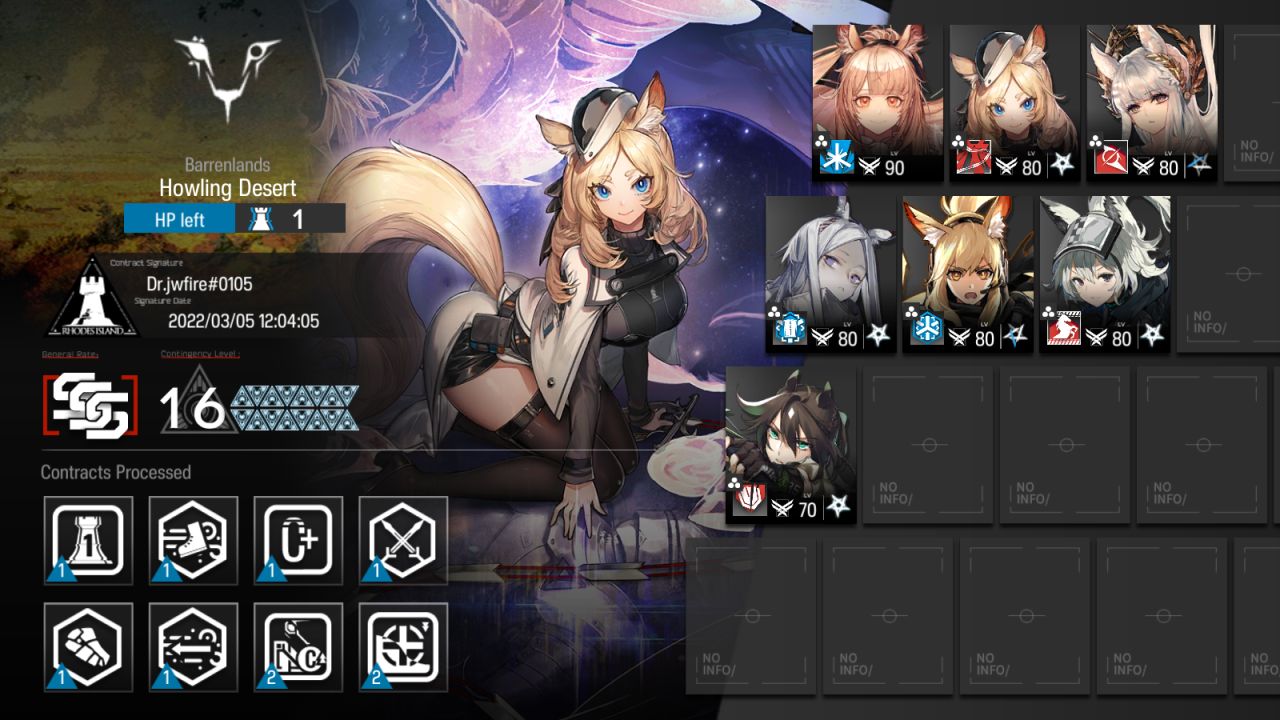 Barrenlands
Howling Desert
HP left 1
Contract Signature
Dr.jwfire#0105
Signature Date
2022/03/05 12:04:05
RHODES ISLAND
General Rate:
Contingency Level :
16
Contracts Processed
1
1
1
1
1
1
1
2
2
LV
90
LV
80
LV
80
NO
INFO/
LV
80
LV
80
LV
80
NO
INFO/
LV
70
NO
INFO/
NO
INFO/
NO
INFO/
NO
INFO/
NO
INFO/
NO
INFO/
NO
INFO/
NO
INFO